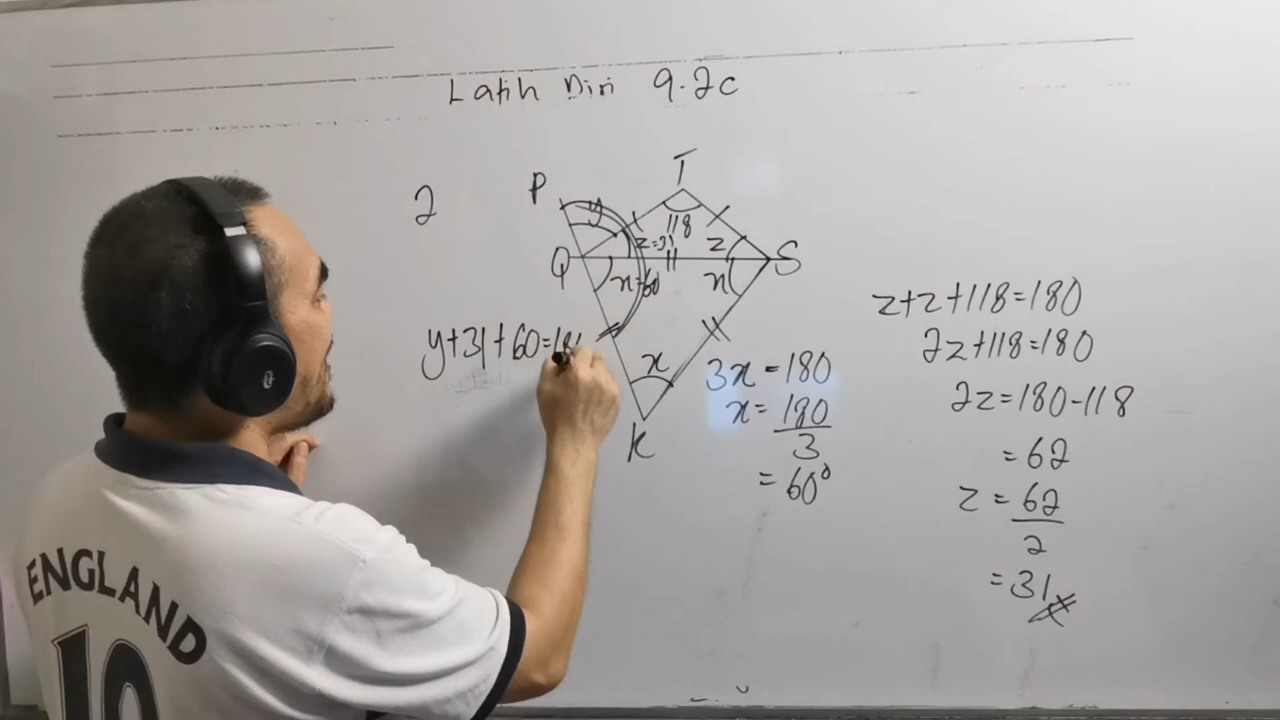 Latih Diri 9.2c
2
P
T
y
118
z=31
z
Q
S
x=60
x
y+31+60=18
x
K
3x=180
x=180
3
=60°
z+z+118=180
2z+118=180
2z=180-118
=62
z=62
2
=31
ENGLAND
10